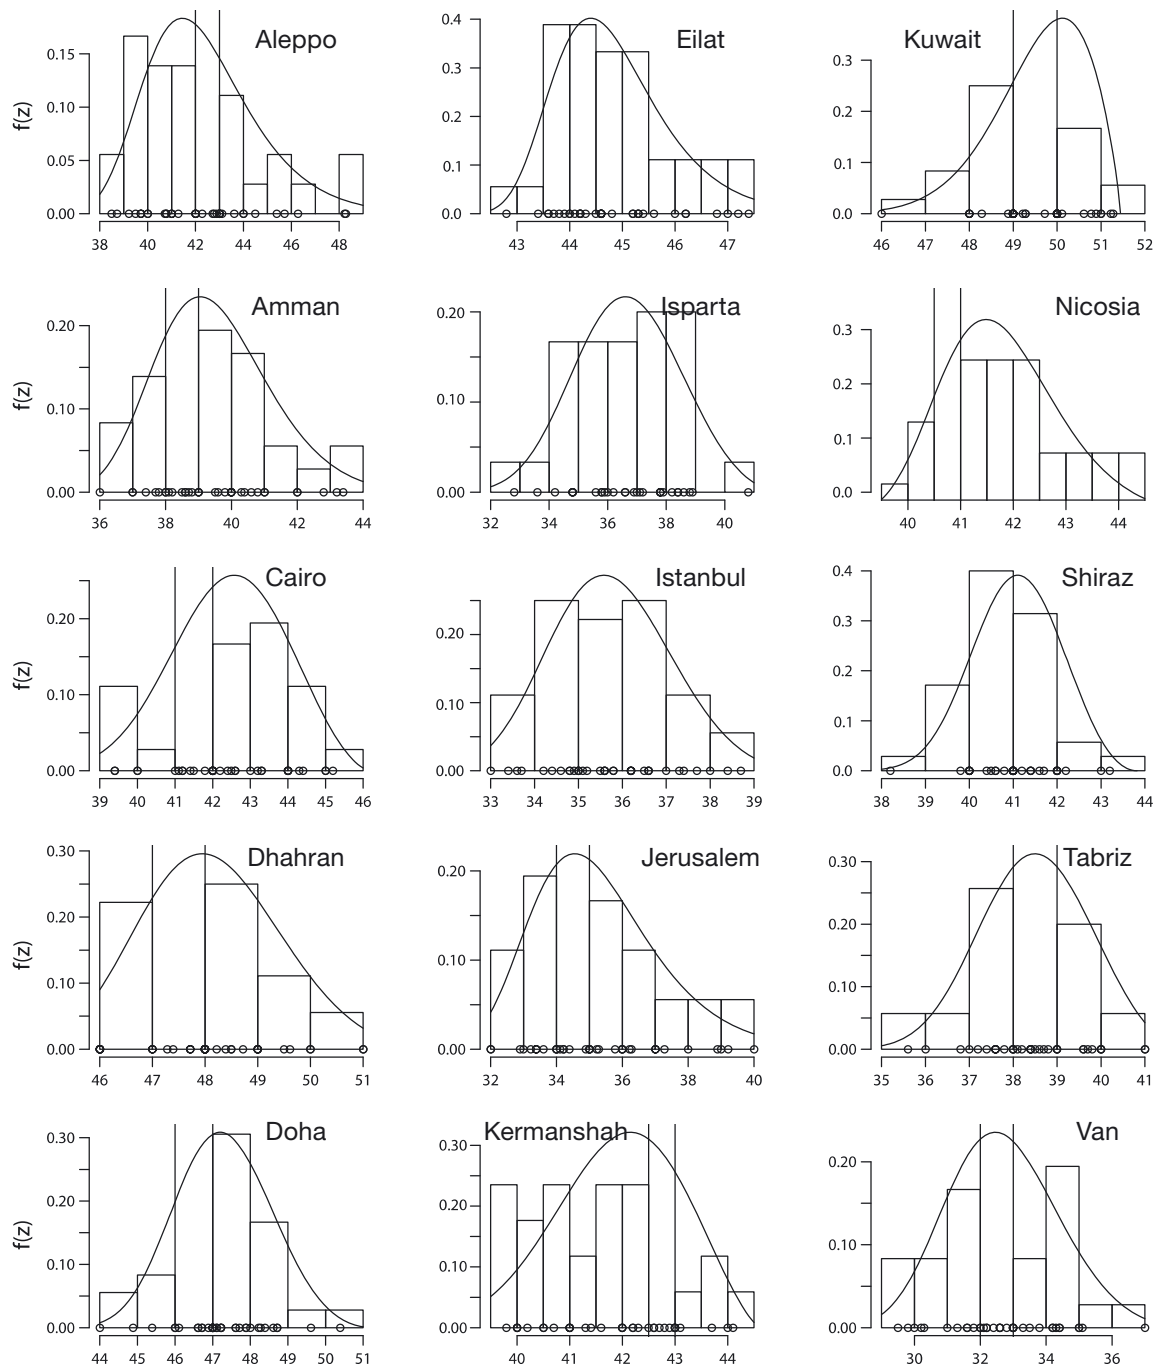 Aleppo
Eilat
Kuwait
f(z)
0.15
0.10
0.05
0.00
38 40 42 44 46 48
0.4
0.3
0.2
0.1
0.0
43 44 45 46 47
0.3
0.2
0.1
0.0
46 47 48 49 50 51 52
Amman
Isparta
Nicosia
f(z)
0.20
0.10
0.00
36 38 40 42 44
0.20
0.10
0.00
32 34 36 38 40
0.3
0.2
0.1
0.0
40 41 42 43 44
Cairo
Istanbul
Shiraz
f(z)
0.20
0.10
0.00
39 40 41 42 43 44 45 46
0.20
0.10
0.00
33 34 35 36 37 38 39
0.4
0.3
0.2
0.1
0.0
38 39 40 41 42 43 44
Dhahran
Jerusalem
Tabriz
f(z)
0.30
0.20
0.10
0.00
46 47 48 49 50 51
0.20
0.10
0.00
32 34 36 38 40
0.30
0.20
0.10
0.00
35 36 37 38 39 40 41
Doha
Kermanshah
Van
f(z)
0.30
0.20
0.10
0.00
44 45 46 47 48 49 50 51
0.30
0.20
0.10
0.00
40 41 42 43 44
0.20
0.10
0.00
30 32 34 36